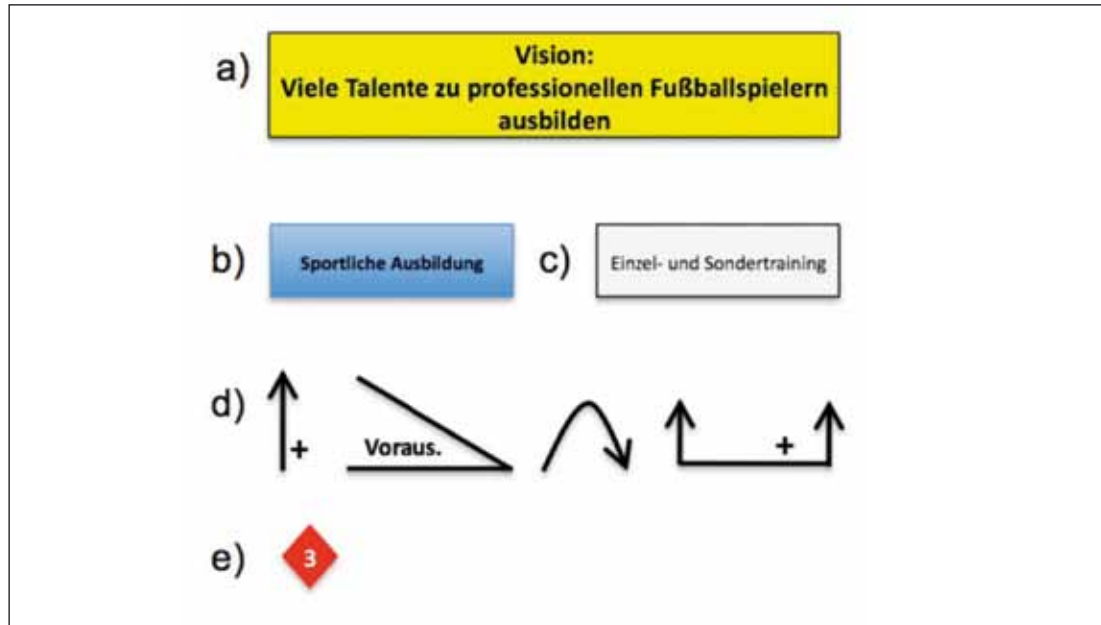 a)
Vision:
Viele Talente zu professionellen Fußballspielern
ausbilden
b)
Sportliche Ausbildung
c)
Einzel- und Sondertraining
d)
+
Voraus.
+
e)
3